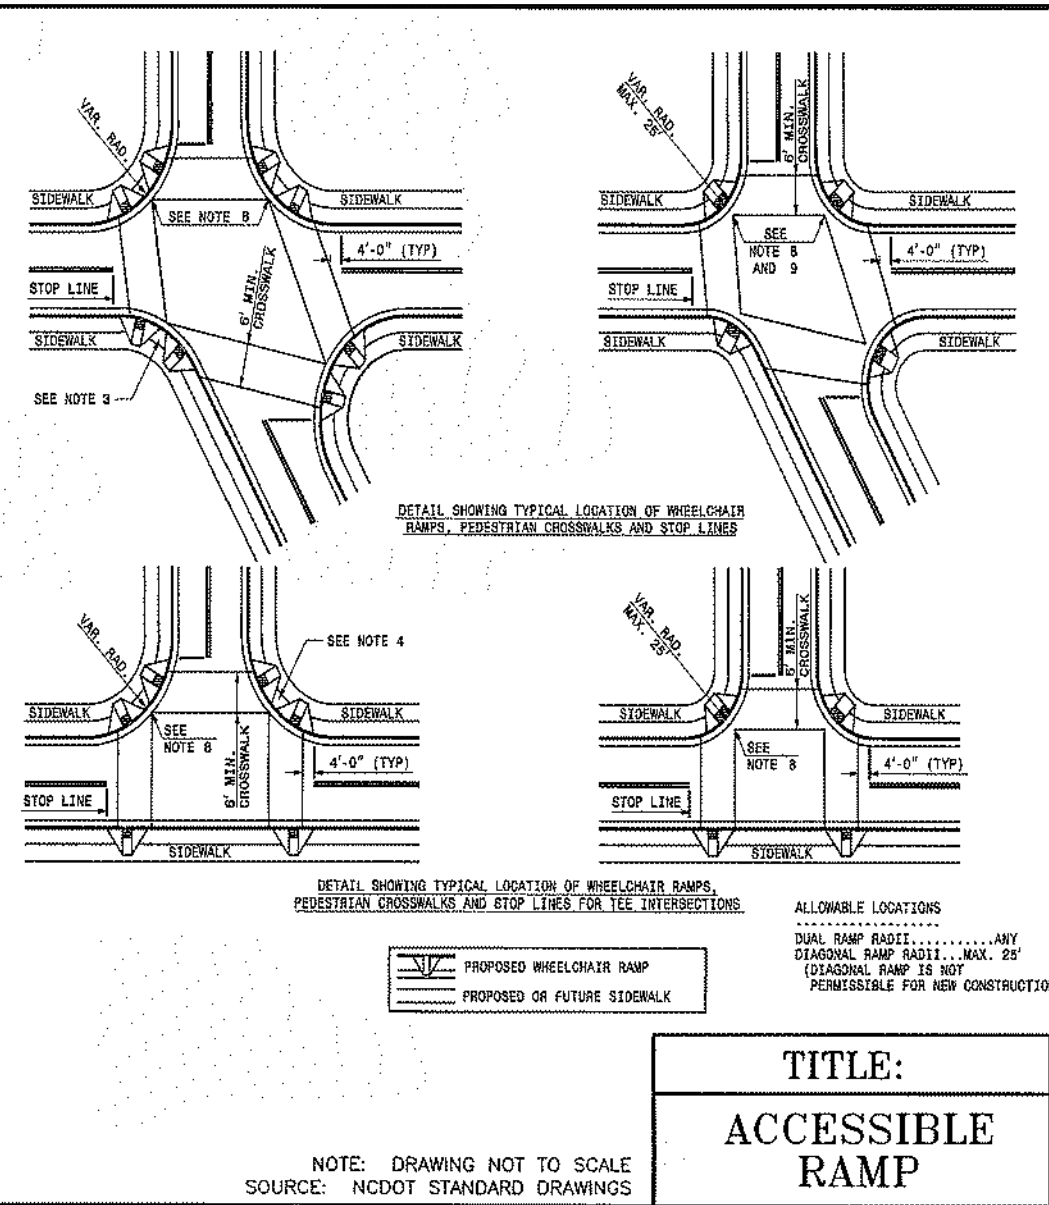 VAR. RAD.
SIDEWALK
SIDEWALK
SEE NOTE 8
4'-0" (TYP)
6' MIN.
CROSSWALK
STOP LINE
SIDEWALK
SIDEWALK
SEE NOTE 3
VAR. RAD.
MAX. 25'
6' MIN.
CROSSWALK
SIDEWALK
SIDEWALK
SEE
NOTE 8
AND 9
4'-0" (TYP)
STOP LINE
SIDEWALK
SIDEWALK
DETAIL SHOWING TYPICAL LOCATION OF WHEELCHAIR
RAMPS, PEDESTRIAN CROSSWALKS AND STOP LINES
VAR. RAD.
SEE NOTE 4
SIDEWALK
SIDEWALK
SEE
NOTE 8
6' MIN.
CROSSWALK
4'-0" (TYP)
STOP LINE
SIDEWALK
VAR. RAD.
MAX. 25'
6' MIN.
CROSSWALK
SIDEWALK
SIDEWALK
SEE
NOTE 8
4'-0" (TYP)
STOP LINE
SIDEWALK
DETAIL SHOWING TYPICAL LOCATION OF WHEELCHAIR RAMPS,
PEDESTRIAN CROSSWALKS AND STOP LINES FOR TEE INTERSECTIONS
ALLOWABLE LOCATIONS
DUAL RAMP RADII...........ANY
DIAGONAL RAMP RADII...MAX. 25'
(DIAGONAL RAMP IS NOT
PERMISSIBLE FOR NEW CONSTRUCTIO
PROPOSED WHEELCHAIR RAMP
PROPOSED OR FUTURE SIDEWALK
TITLE:
ACCESSIBLE
RAMP
NOTE: DRAWING NOT TO SCALE
SOURCE: NCDOT STANDARD DRAWINGS